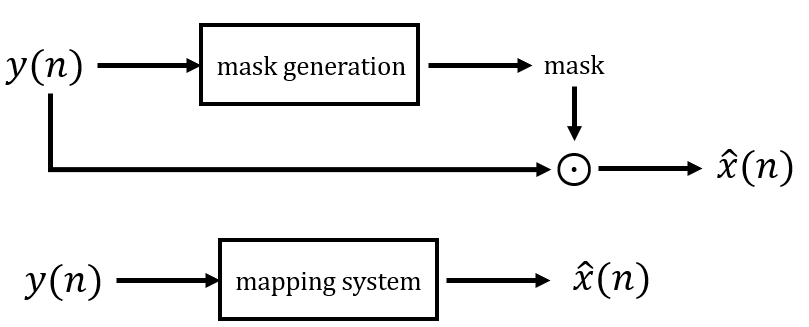 y(n) mask generation mask
⊙ x̂(n)
y(n) mapping system x̂(n)